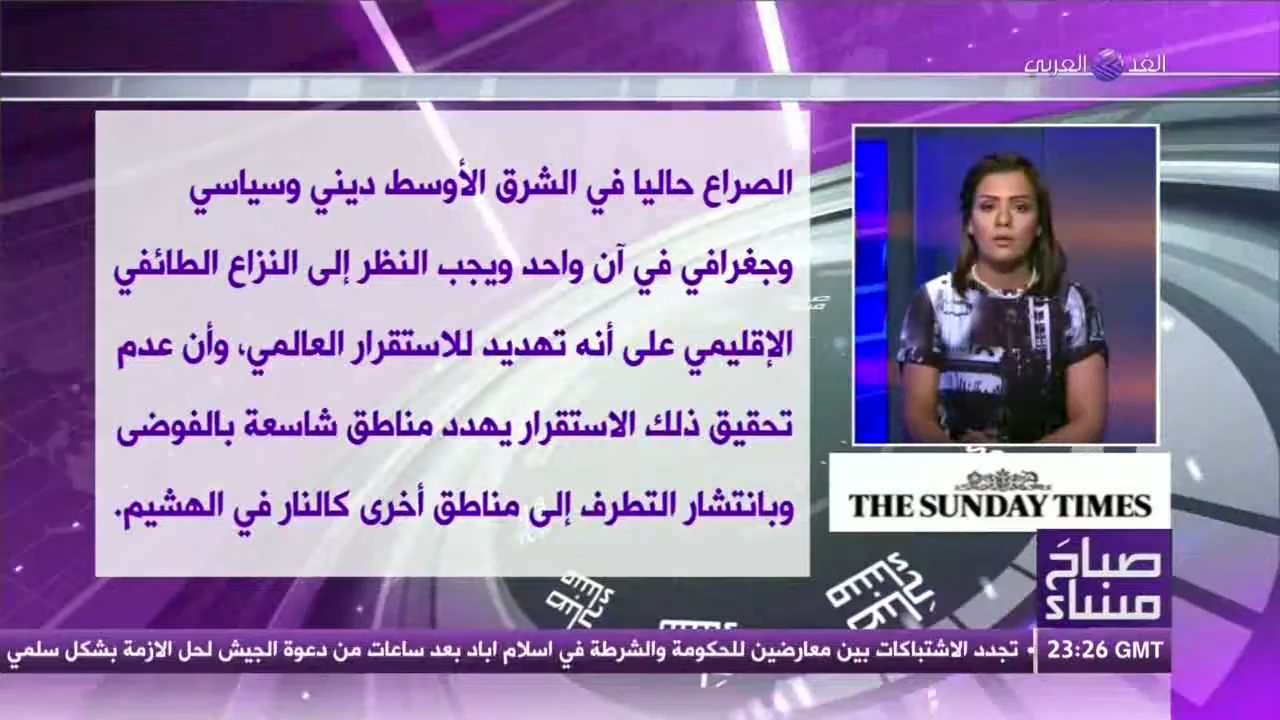 الغد العربي
الصراع حاليا في الشرق الأوسط ديني وسياسي
وجغرافي في آن واحد ويجب النظر إلى النزاع الطائفي
الإقليمي على أنه تهديد للاستقرار العالمي، وأن عدم
تحقيق ذلك الاستقرار يهدد مناطق شاسعة بالفوضى
وبانتشار التطرف إلى مناطق أخرى كالنار في الهشيم.
THE SUNDAY TIMES
صباح
مساء
23:26 GMT
• تجدد الاشتباكات بين معارضين للحكومة والشرطة في اسلام اباد بعد ساعات من دعوة الجيش لحل الازمة بشكل سلمي